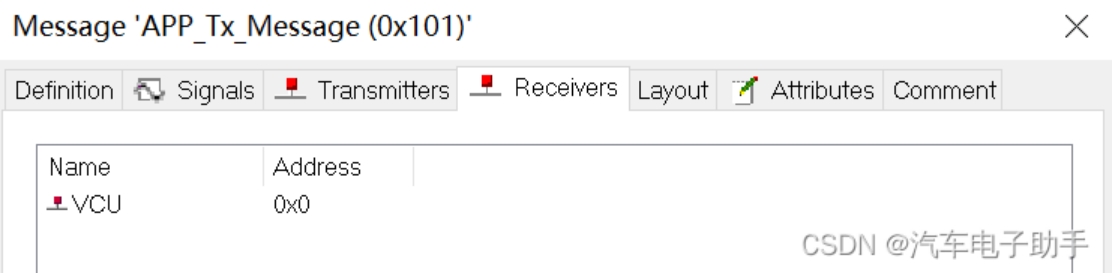 Message 'APP_Tx_Message (0x101)'
Definition Signals Transmitters Receivers Layout Attributes Comment
Name Address
VCU 0x0
CSDN @汽车电子助手